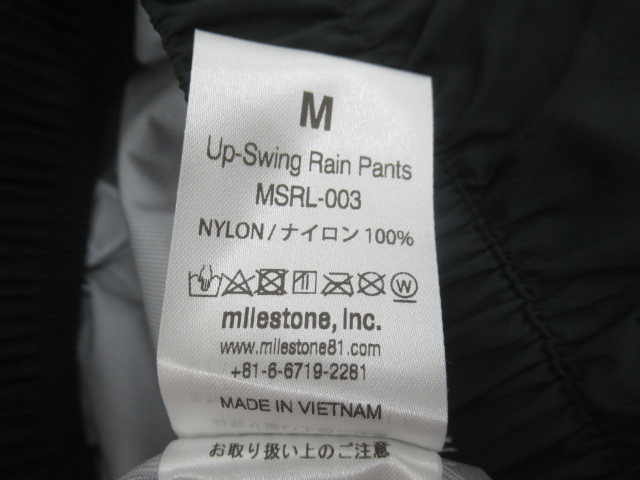 M
Up-Swing Rain Pants
MSRL-003
NYLON/ナイロン 100%
W
milestone, inc.
www.milestone81.com
+81-6-6719-2281
MADE IN VIETNAM
お取り扱い上のご注意